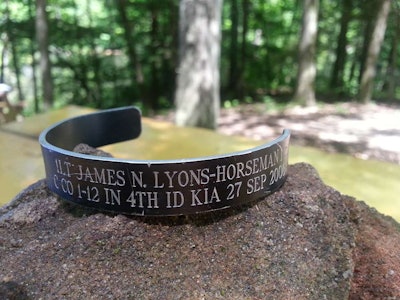 1LT JAMES N. LYONS-HORSEMAN
C CO 1-12 IN 4TH ID KIA 27 SEP